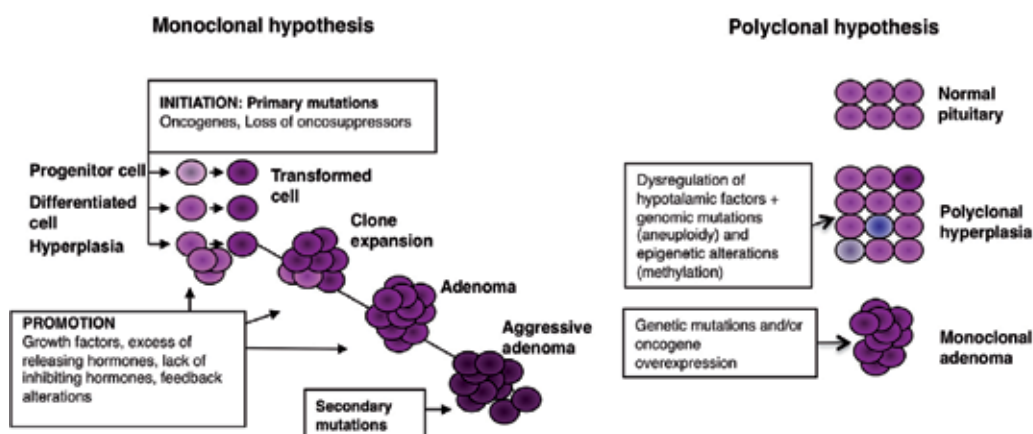 Monoclonal hypothesis
INITIATION: Primary mutations
Oncogenes, Loss of oncosuppressors
Progenitor cell
Differentiated
cell
Hyperplasia
Transformed
cell
Clone
expansion
Adenoma
Aggressive
adenoma
PROMOTION
Growth factors, excess of
releasing hormones, lack of
inhibiting hormones, feedback
alterations
Secondary
mutations
Polyclonal hypothesis
Normal
pituitary
Dysregulation of
hypotalamic factors +
genomic mutations
(aneuploidy) and
epigenetic alterations
(methylation)
Polyclonal
hyperplasia
Genetic mutations and/or
oncogene
overexpression
Monoclonal
adenoma